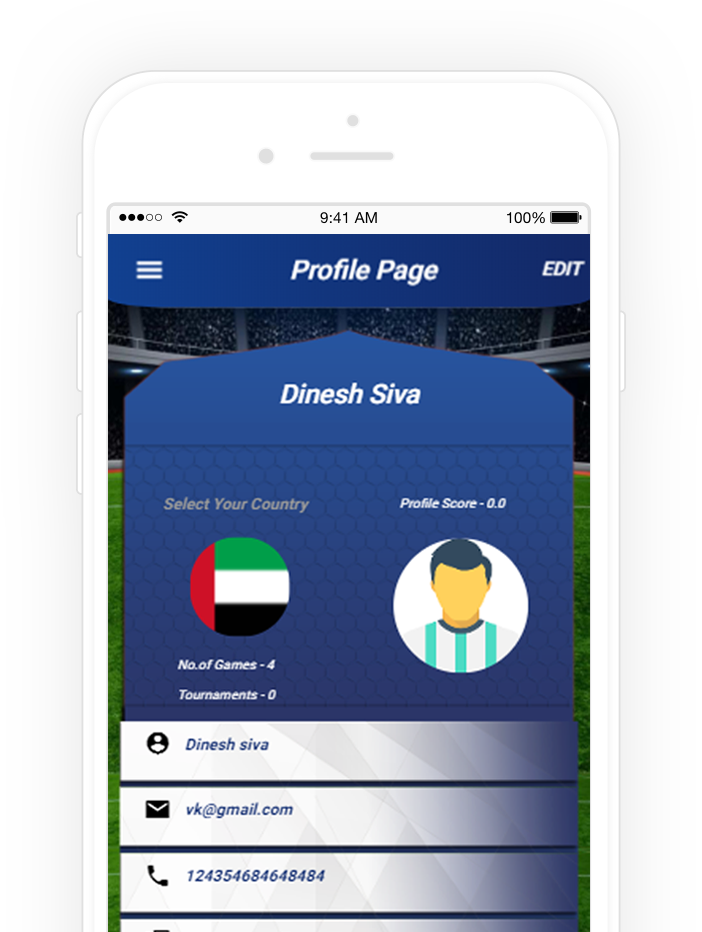 9:41 AM
100%
Profile Page
EDIT
Dinesh Siva
Select Your Country
Profile Score - 0.0
No.of Games - 4
Tournaments - 0
Dinesh siva
vk@gmail.com
124354684648484